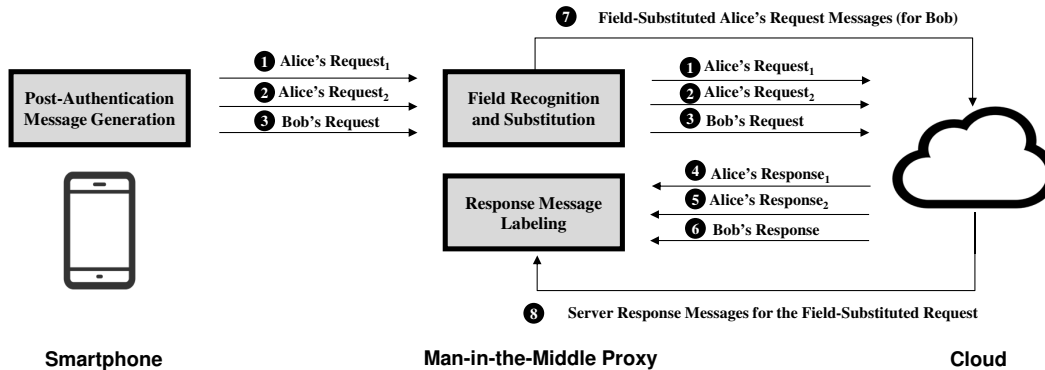 7 Field-Substituted Alice's Request Messages (for Bob)
Post-Authentication
Message Generation
1 Alice's Request1
2 Alice's Request2
3 Bob's Request
Field Recognition
and Substitution
1 Alice's Request1
2 Alice's Request2
3 Bob's Request
Response Message
Labeling
4 Alice's Response1
5 Alice's Response2
6 Bob's Response
8 Server Response Messages for the Field-Substituted Request
Smartphone
Man-in-the-Middle Proxy
Cloud